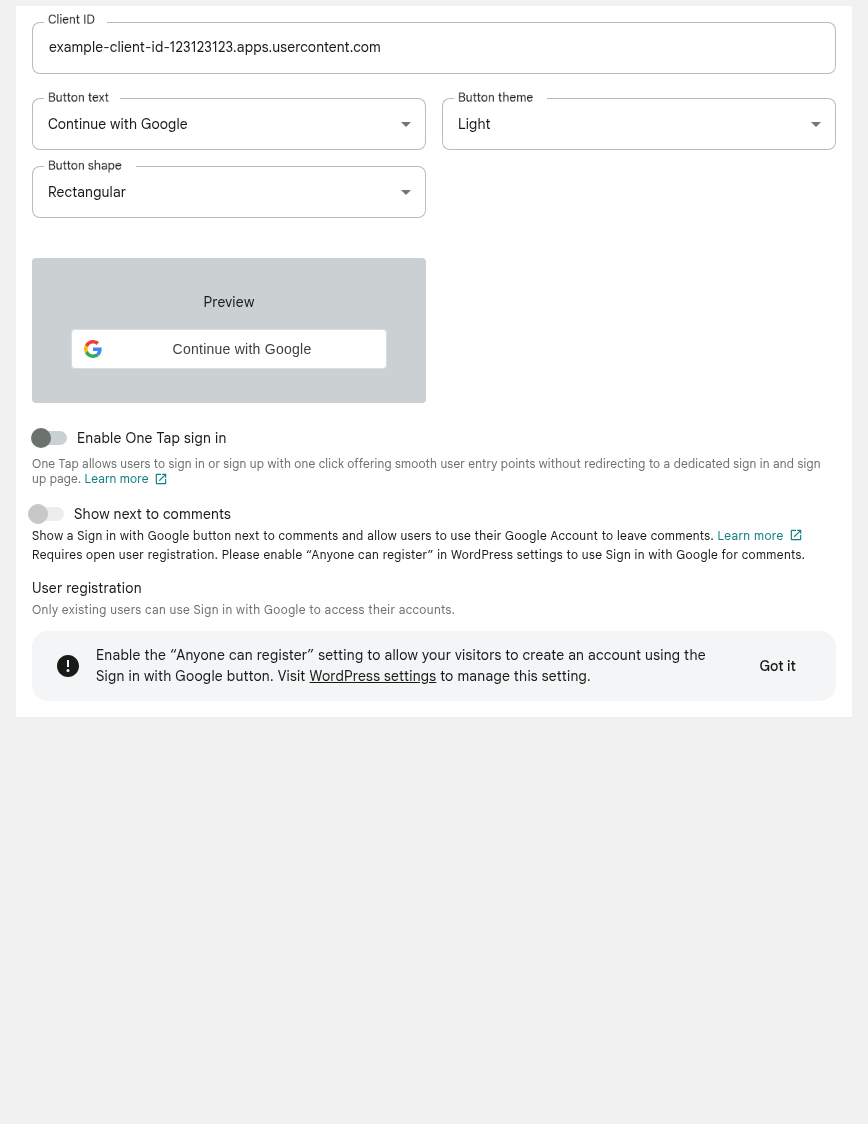 Client ID
example-client-id-123123123.apps.usercontent.com
Button text
Continue with Google
Button theme
Light
Button shape
Rectangular
Preview
Continue with Google
Enable One Tap sign in
One Tap allows users to sign in or sign up with one click offering smooth user entry points without redirecting to a dedicated sign in and sign
up page. Learn more
Show next to comments
Show a Sign in with Google button next to comments and allow users to use their Google Account to leave comments. Learn more
Requires open user registration. Please enable “Anyone can register” in WordPress settings to use Sign in with Google for comments.
User registration
Only existing users can use Sign in with Google to access their accounts.
Enable the “Anyone can register” setting to allow your visitors to create an account using the
Sign in with Google button. Visit WordPress settings to manage this setting.
Got it